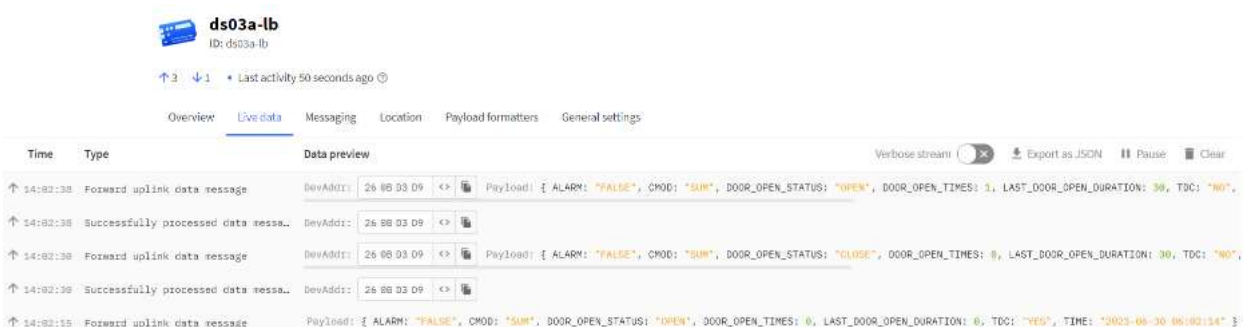 ds03a-lb
ID: ds03a-lb
↑3 ↓1 • Last activity 50 seconds ago
Overview Live data Messaging Location Payload formatters General settings
Time Type Data preview Verbose stream Export as JSON Pause Clear
↑ 14:02:38 Forward uplink data message DevAddr: 26 0B D3 D9 <> Payload: { ALARM: "FALSE", CMOD: "SUM", DOOR_OPEN_STATUS: "OPEN", DOOR_OPEN_TIMES: 1, LAST_DOOR_OPEN_DURATION: 30, TDC: "NO",
↑ 14:02:38 Successfully processed data messa… DevAddr: 26 0B D3 D9 <>
↑ 14:02:30 Forward uplink data message DevAddr: 26 0B D3 D9 <> Payload: { ALARM: "FALSE", CMOD: "SUM", DOOR_OPEN_STATUS: "CLOSE", DOOR_OPEN_TIMES: 0, LAST_DOOR_OPEN_DURATION: 30, TDC: "NO",
↑ 14:02:30 Successfully processed data messa… DevAddr: 26 0B D3 D9 <>
↑ 14:02:15 Forward uplink data message Payload: { ALARM: "FALSE", CMOD: "SUM", DOOR_OPEN_STATUS: "OPEN", DOOR_OPEN_TIMES: 0, LAST_DOOR_OPEN_DURATION: 0, TDC: "YES", TIME: "2023-06-30 06:02:14" }